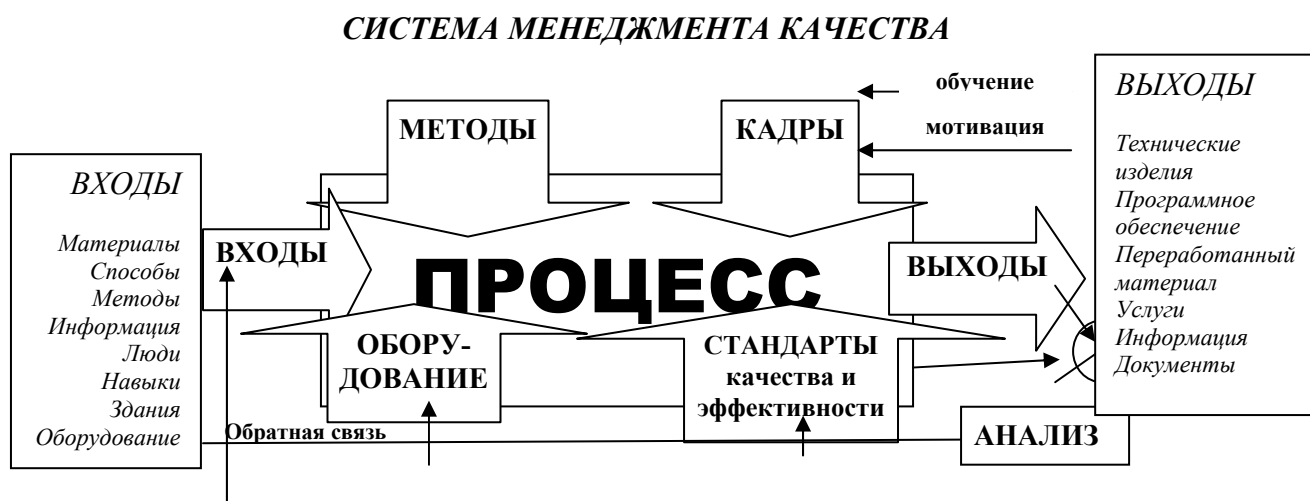 СИСТЕМА МЕНЕДЖМЕНТА КАЧЕСТВА
ВХОДЫ
Материалы
Способы
Методы
Информация
Люди
Навыки
Здания
Оборудование
ВХОДЫ
МЕТОДЫ
КАДРЫ
обучение
мотивация
ПРОЦЕСС
ОБОРУ-
ДОВАНИЕ
СТАНДАРТЫ
качества и
эффективности
ВЫХОДЫ
Обратная связь
АНАЛИЗ
ВЫХОДЫ
Технические
изделия
Программное
обеспечение
Переработанный
материал
Услуги
Информация
Документы